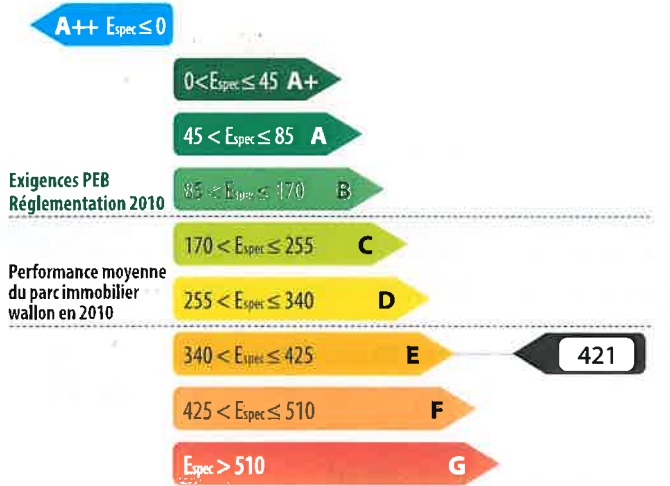 A++ Espec ≤ 0
0 < Espec ≤ 45 A+
45 < Espec ≤ 85 A
Exigences PEB
Réglementation 2010
85 < Espec ≤ 170 B
170 < Espec ≤ 255 C
Performance moyenne
du parc immobilier
wallon en 2010
255 < Espec ≤ 340 D
340 < Espec ≤ 425 E
421
425 < Espec ≤ 510 F
Espec > 510 G